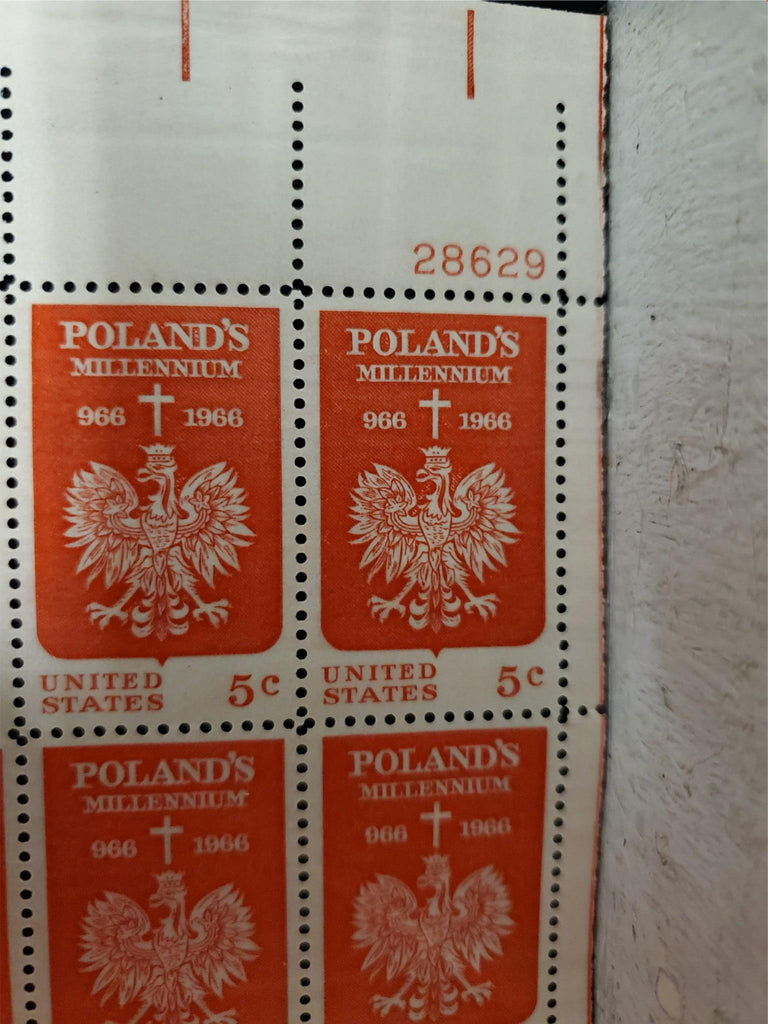 28629
POLAND'S
MILLENNIUM
966 1966
UNITED
STATES 5c
POLAND'S
MILLENNIUM
966 1966
UNITED
STATES 5c
POLAND'S
MILLENNIUM
966 1966
POLAND'S
MILLENNIUM
966 1966